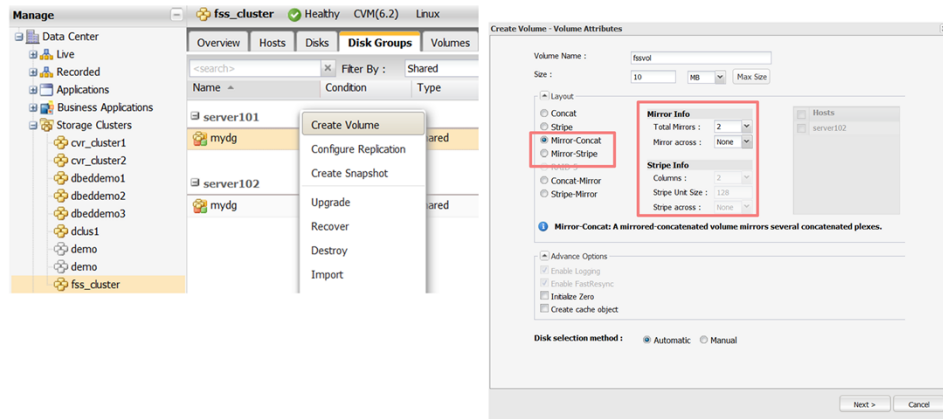 Manage
Data Center
Live
Recorded
Applications
Business Applications
Storage Clusters
cvr_cluster1
cvr_cluster2
dbeddemo1
dbeddemo2
dbeddemo3
dclus1
demo
demo
fss_cluster
fss_cluster Healthy CVM(6.2) Linux
Overview Hosts Disks Disk Groups Volumes
<search> Filter By : Shared
Name Condition Type
server101
mydg ared
server102
mydg ared
Create Volume
Configure Replication
Create Snapshot
Upgrade
Recover
Destroy
Import
Create Volume - Volume Attributes
Volume Name : fssvol
Size : 10 MB Max Size
Layout
Concat
Stripe
Mirror-Concat
Mirror-Stripe
RAID-5
Concat-Mirror
Stripe-Mirror
Mirror Info
Total Mirrors : 2
Mirror across : None
Stripe Info
Columns : 2
Stripe Unit Size : 128
Stripe across : None
Hosts
server102
Mirror-Concat: A mirrored-concatenated volume mirrors several concatenated plexes.
Advance Options
Enable Logging
Enable FastResync
Intialize Zero
Create cache object
Disk selection method : Automatic Manual
Next > Cancel